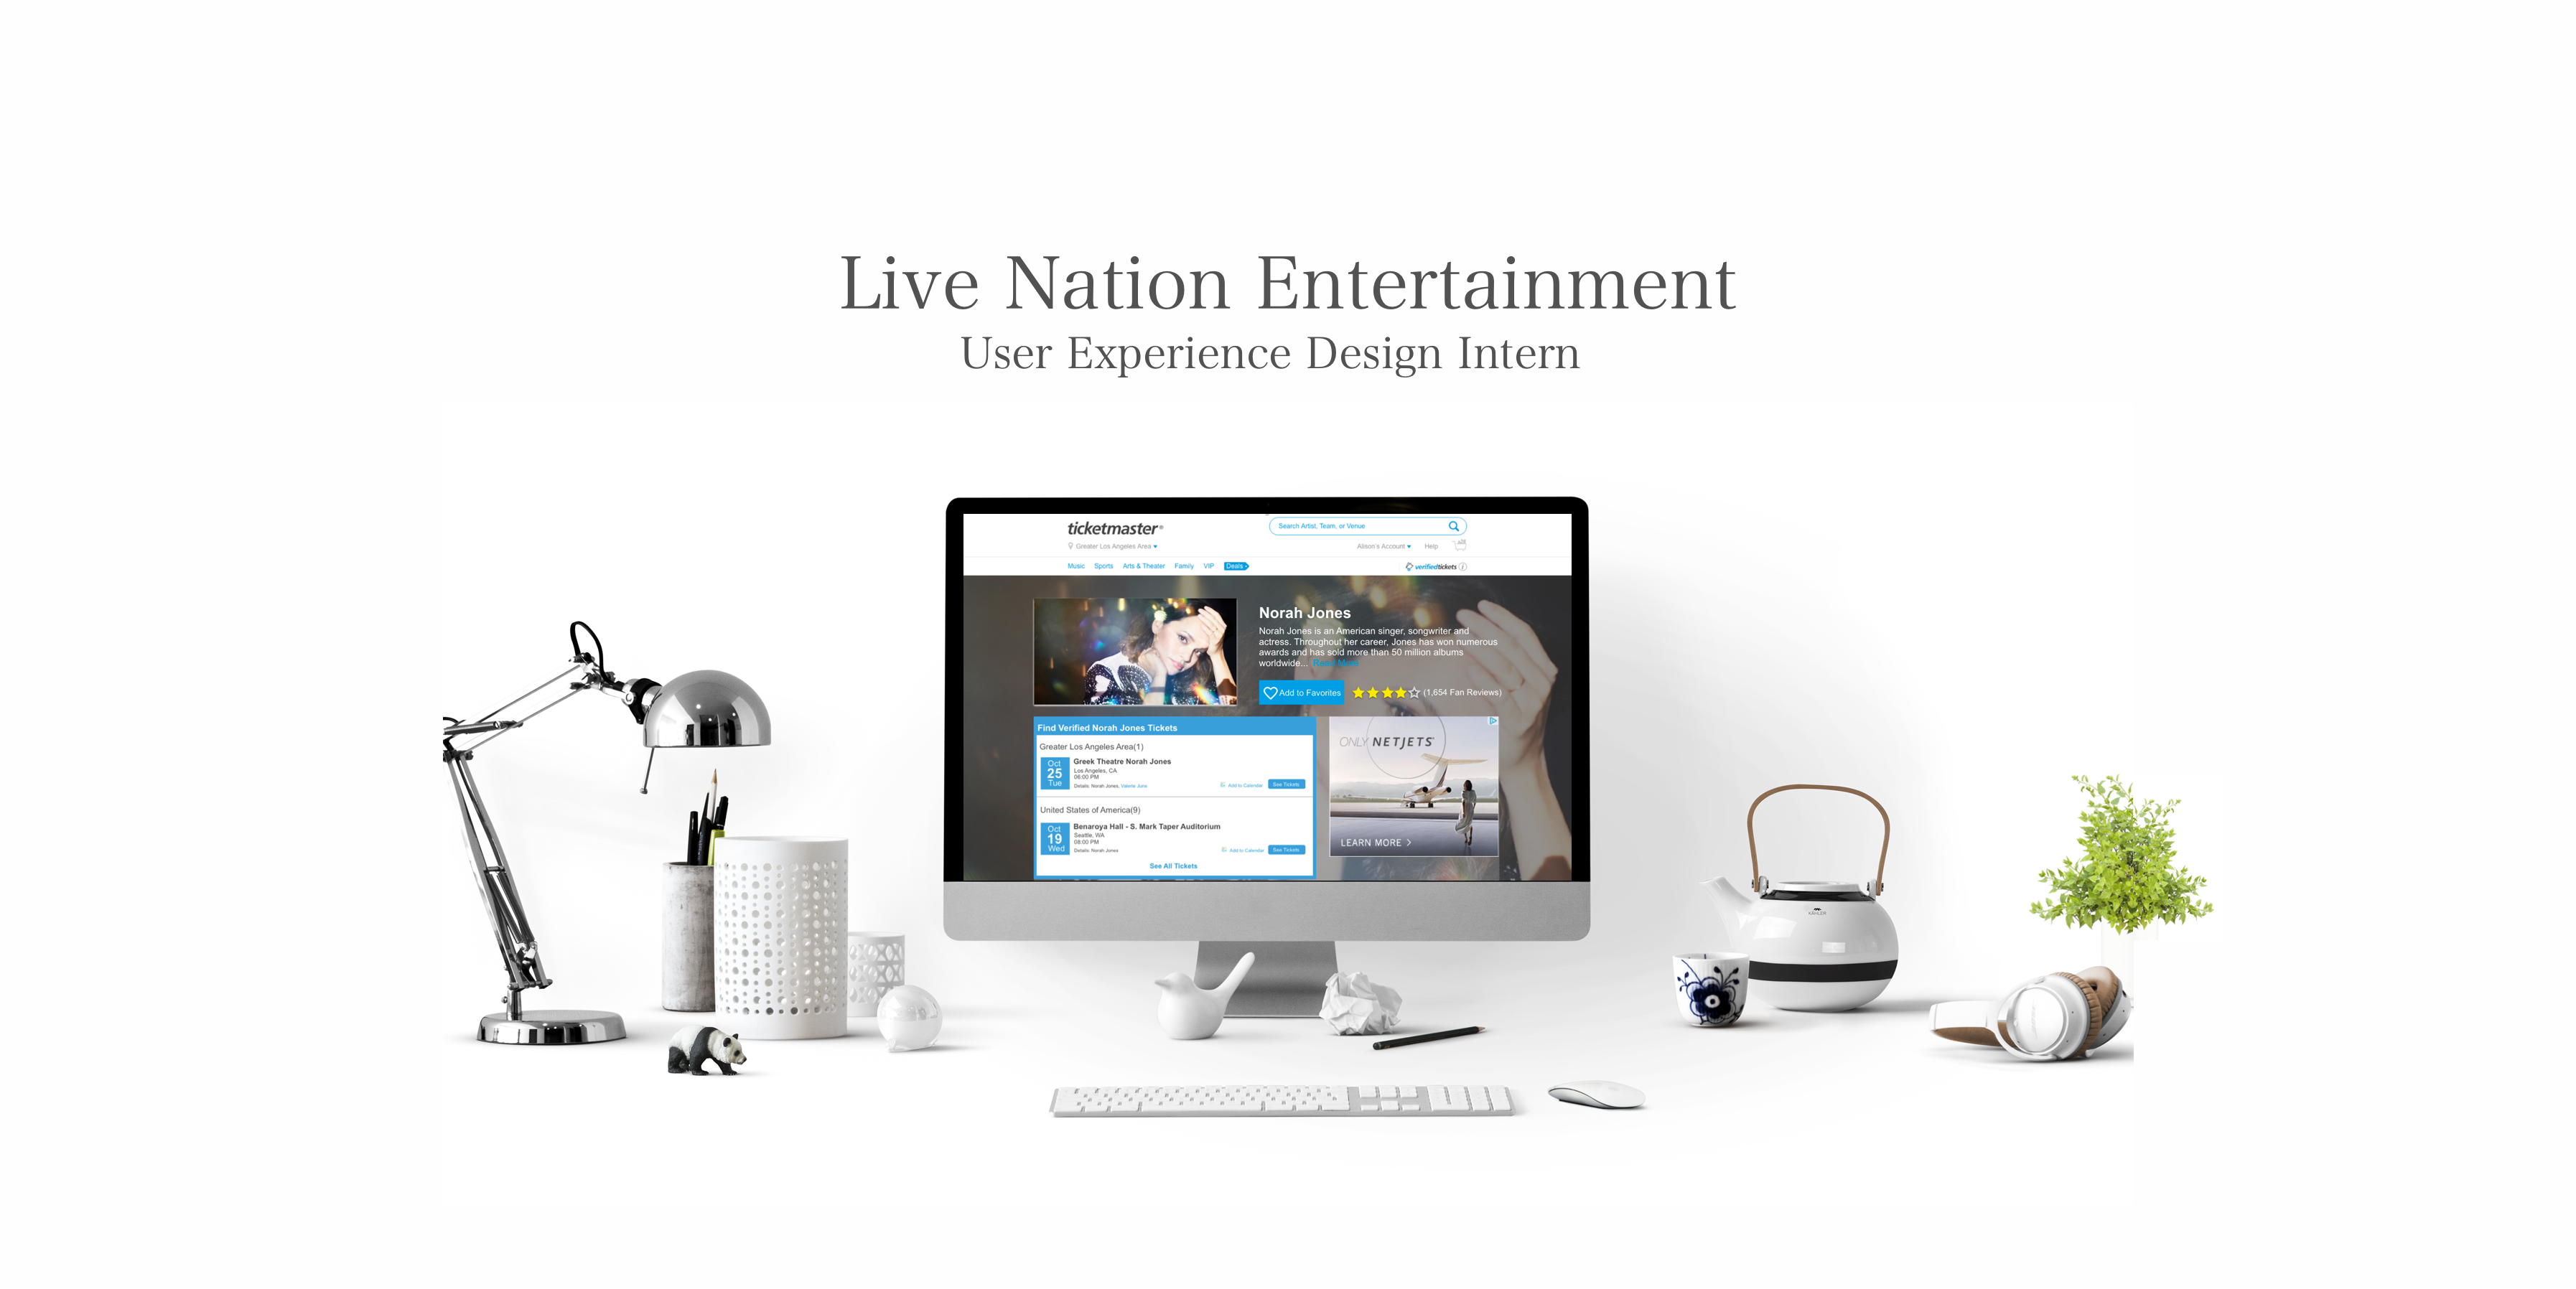 Live Nation Entertainment
User Experience Design Intern
ticketmaster®
Search Artist, Team, or Venue
Greater Los Angeles Area
Alison's Account
Help
Music Sports Arts & Theater Family VIP Deals
verifiedtickets i
Norah Jones
Norah Jones is an American singer, songwriter and
actress. Throughout her career, Jones has won numerous
awards and has sold more than 50 million albums
worldwide... Read More
Add to Favorites
(1,654 Fan Reviews)
Find Verified Norah Jones Tickets
Greater Los Angeles Area(1)
Oct
25
Tue
Greek Theatre Norah Jones
Los Angeles, CA
06:00 PM
Details: Norah Jones, Valerie June
Add to Calendar
See Tickets
United States of America(9)
Oct
19
Wed
Benaroya Hall - S. Mark Taper Auditorium
Seattle, WA
08:00 PM
Details: Norah Jones
Add to Calendar
See Tickets
See All Tickets
ONLY NETJETS
LEARN MORE >
KÄHLER